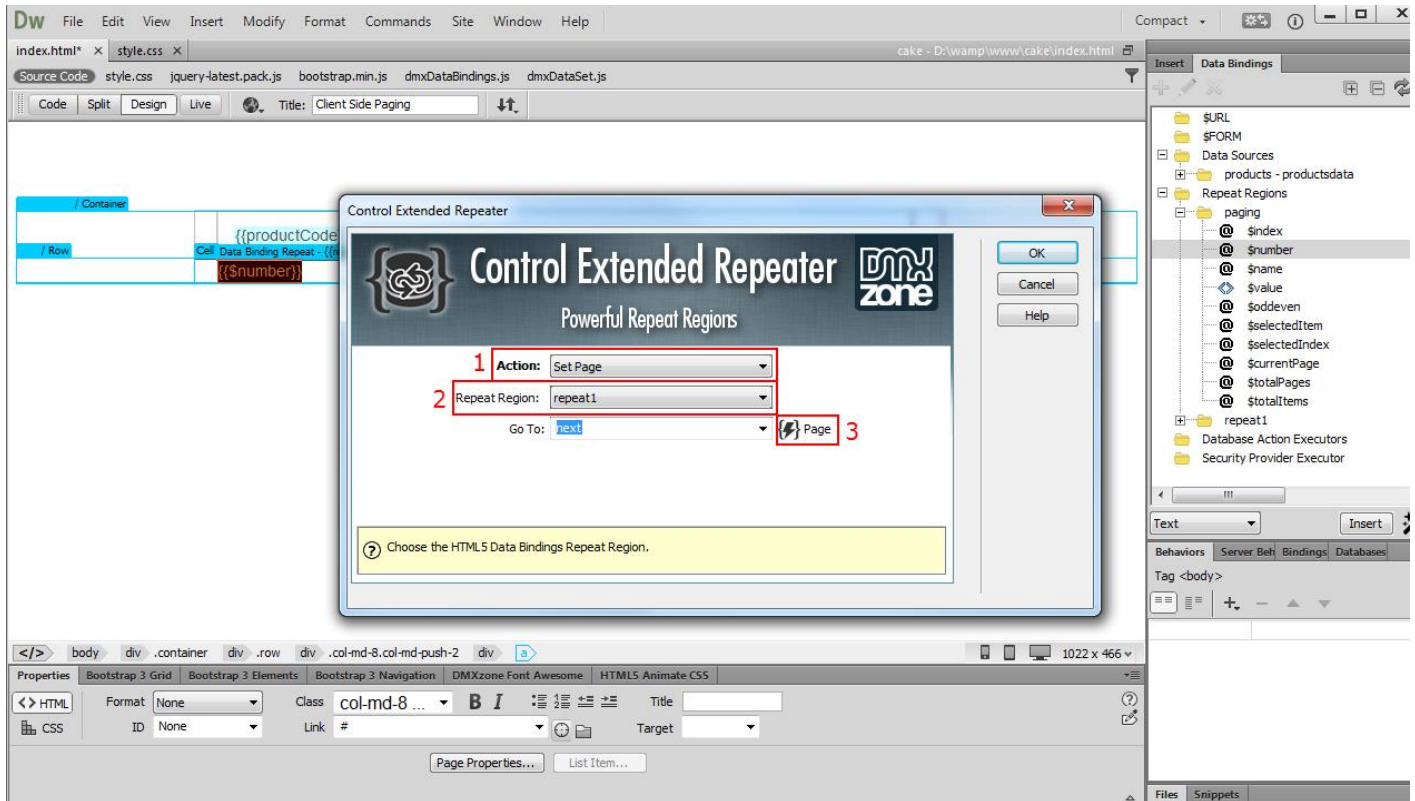 Dw File Edit View Insert Modify Format Commands Site Window Help Compact
index.html* × style.css × cake - D:\wamp\www\cake\index.html
Source Code style.css jquery-latest.pack.js bootstrap.min.js dmxDataBindings.js dmxDataSet.js
Code Split Design Live Title: Client Side Paging
/ Container
{{productCode
/ Row
Cell Data Binding Repeat - {{
{{$number}}
Control Extended Repeater
Control Extended Repeater
DMX zone
Powerful Repeat Regions
OK
Cancel
Help
1 Action: Set Page
2 Repeat Region: repeat1
Go To: next Page 3
Choose the HTML5 Data Bindings Repeat Region.
Insert Data Bindings
$URL
$FORM
Data Sources
products - productsdata
Repeat Regions
paging
$index
$number
$name
$value
$oddeven
$selectedItem
$selectedIndex
$currentPage
$totalPages
$totalItems
repeat1
Database Action Executors
Security Provider Executor
Text Insert
Behaviors Server Beh Bindings Databases
Tag <body>
</> body div .container div .row div .col-md-8.col-md-push-2 div a 1022 x 466
Properties Bootstrap 3 Grid Bootstrap 3 Elements Bootstrap 3 Navigation DMXzone Font Awesome HTML5 Animate CSS
<> HTML Format None Class col-md-8 ... B I Title
CSS ID None Link # Target
Page Properties... List Item...
Files Snippets